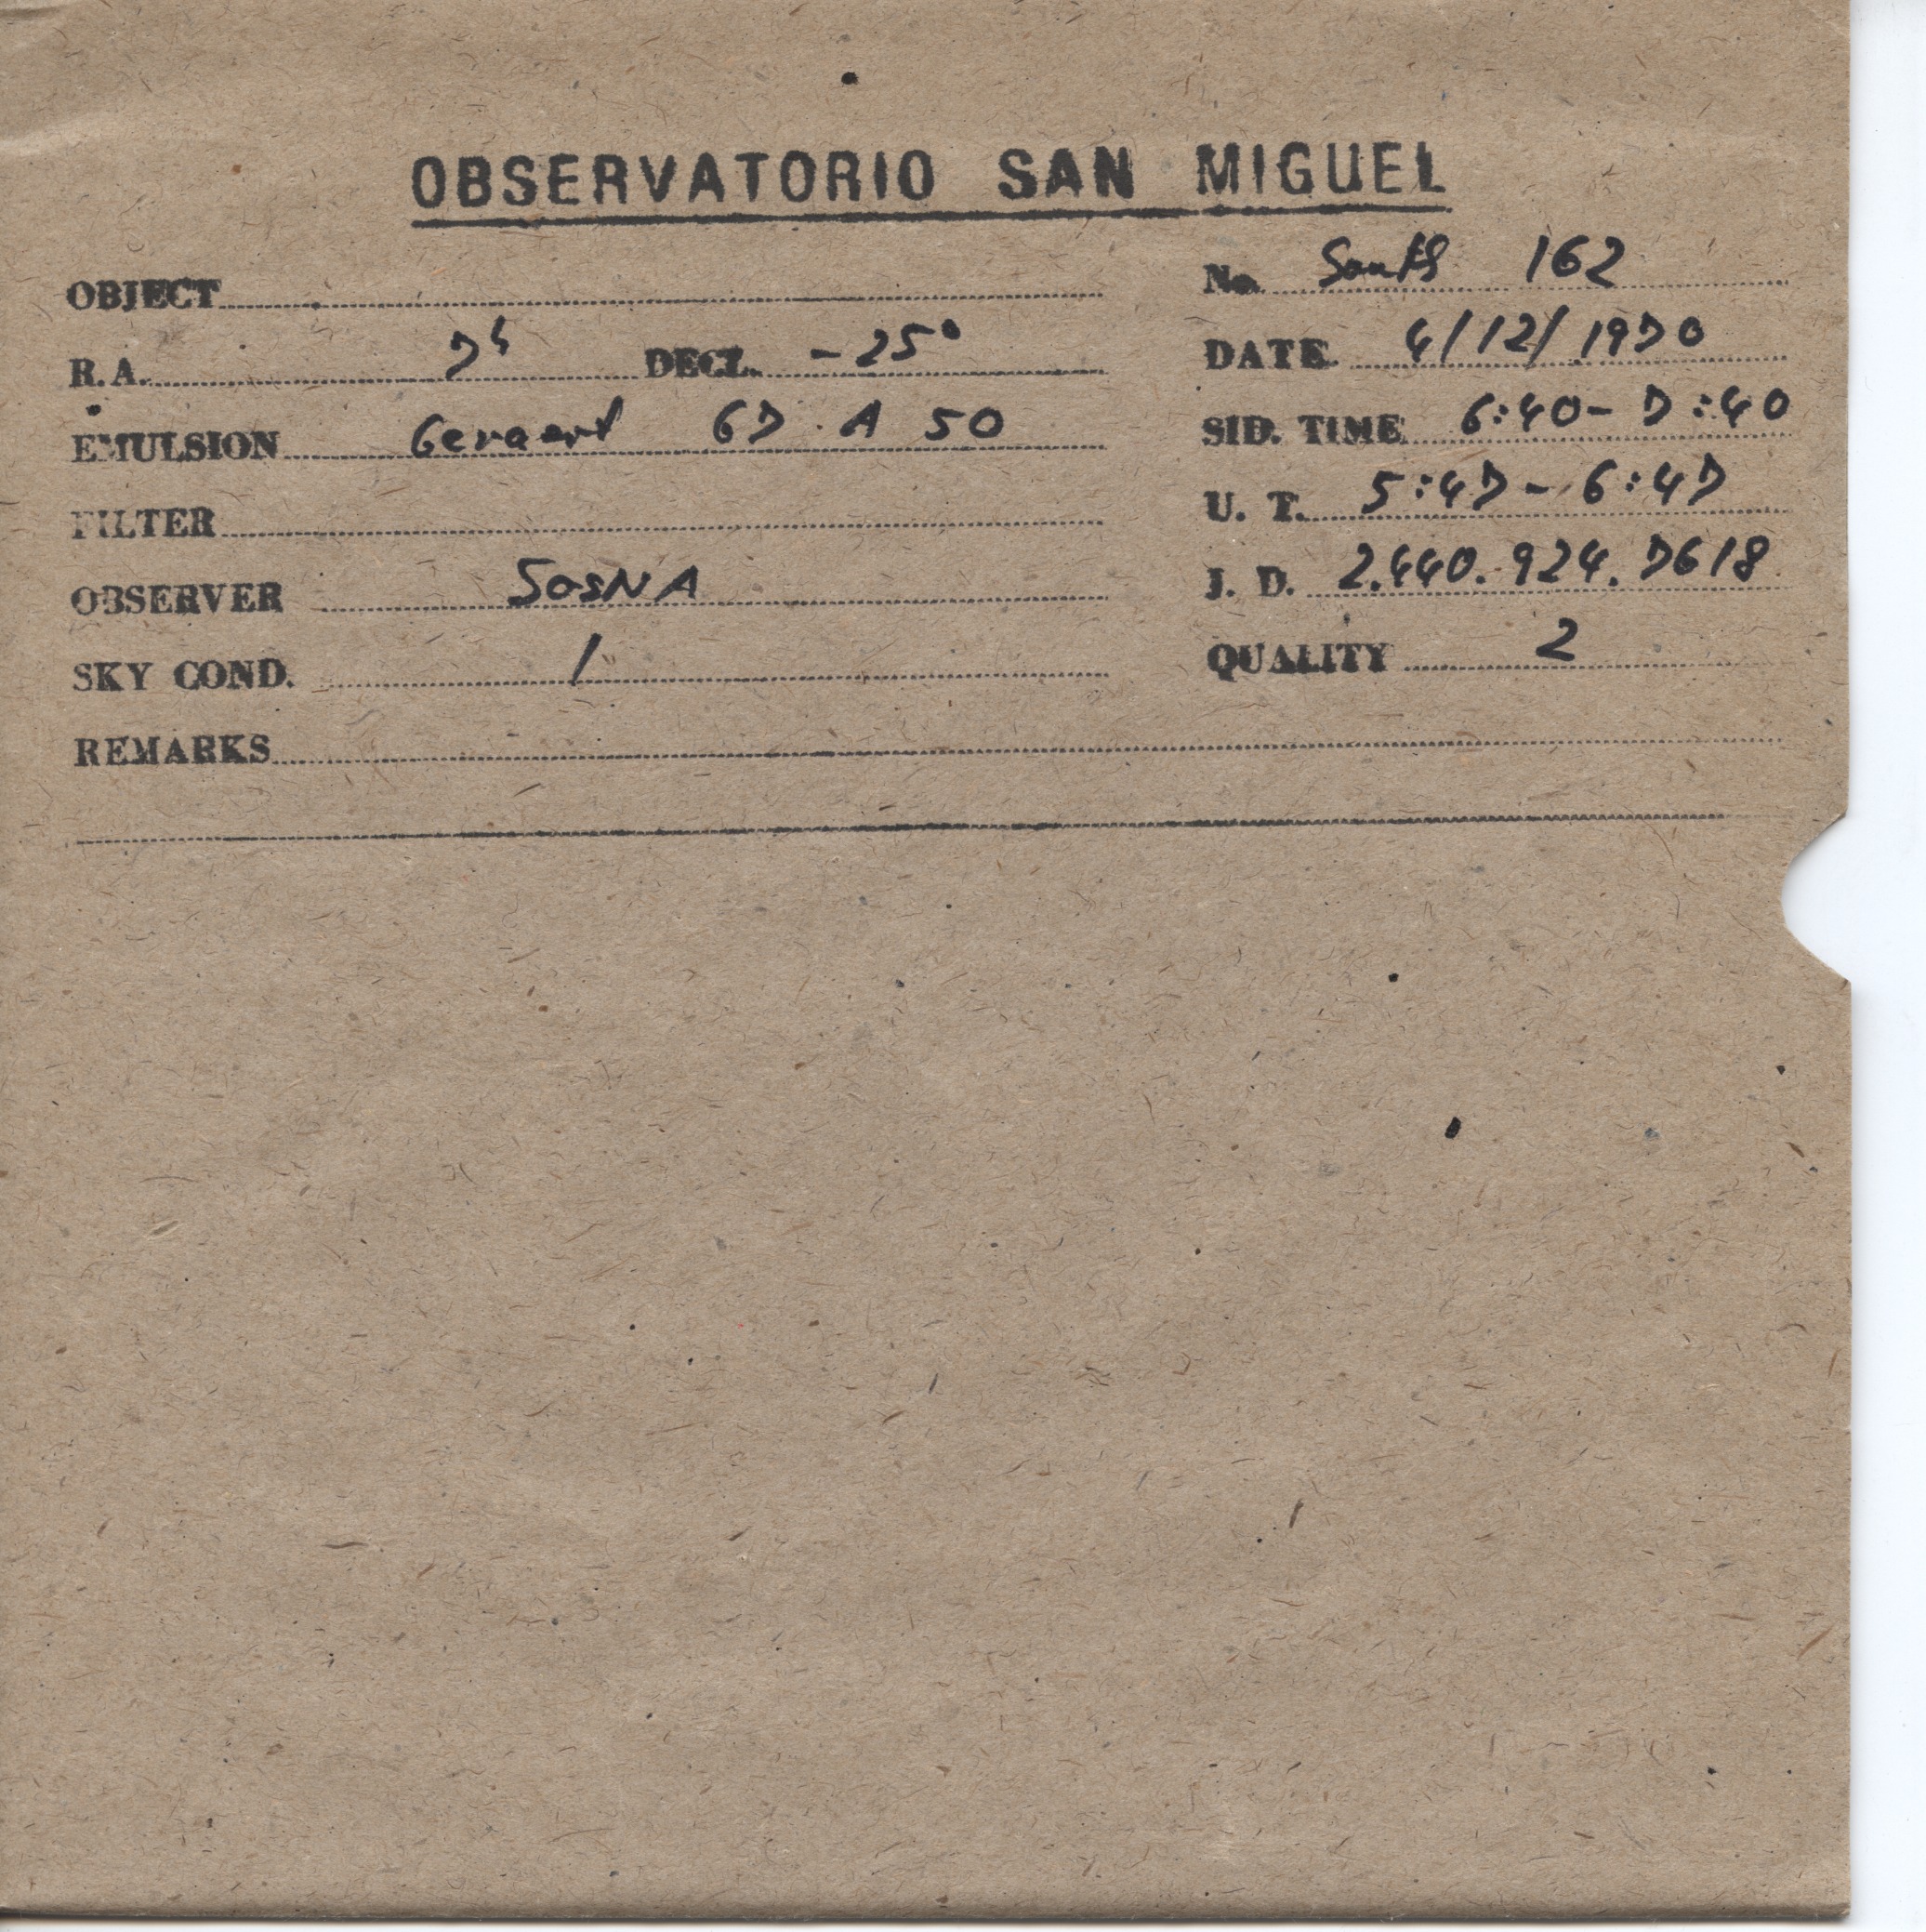 OBSERVATORIO SAN MIGUEL
OBJECT
No. South 162
R.A. 7h DECL. -25°
DATE 4/12/1970
EMULSION Geraert 67 A 50
SID. TIME 6:40- 7:40
FILTER
U. T. 5:47 - 6:47
OBSERVER SosNA
J. D. 2.440.924.7618
SKY COND. 1
QUALITY 2
REMARKS